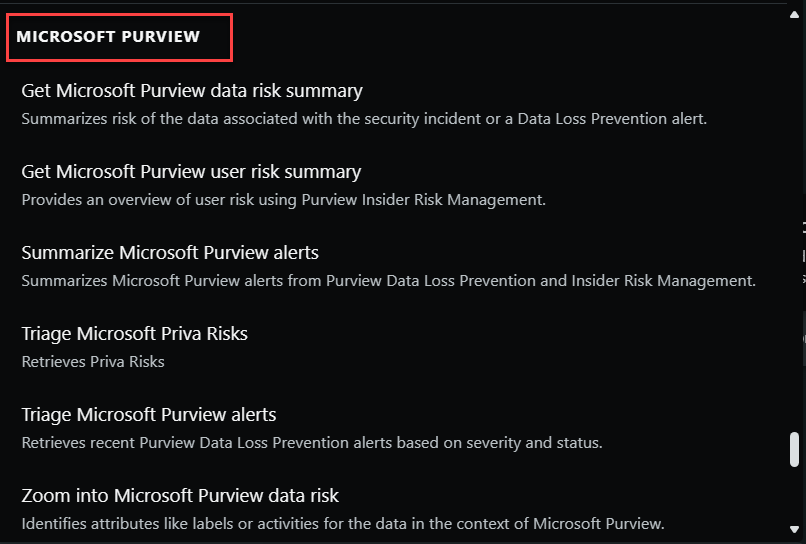 MICROSOFT PURVIEW
Get Microsoft Purview data risk summary
Summarizes risk of the data associated with the security incident or a Data Loss Prevention alert.
Get Microsoft Purview user risk summary
Provides an overview of user risk using Purview Insider Risk Management.
Summarize Microsoft Purview alerts
Summarizes Microsoft Purview alerts from Purview Data Loss Prevention and Insider Risk Management.
Triage Microsoft Priva Risks
Retrieves Priva Risks
Triage Microsoft Purview alerts
Retrieves recent Purview Data Loss Prevention alerts based on severity and status.
Zoom into Microsoft Purview data risk
Identifies attributes like labels or activities for the data in the context of Microsoft Purview.